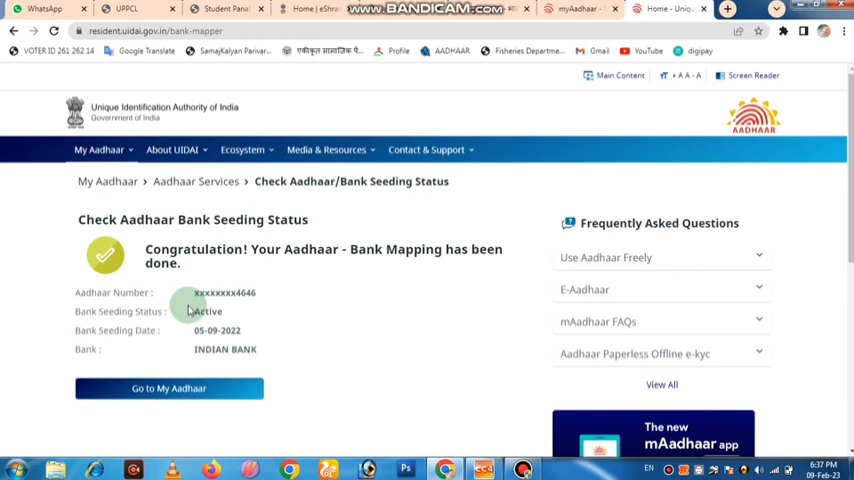 WhatsApp
UPPCL
Student Panal
Home | eShra
www.BANDICAM.com
myAadhaar -
Home - Uniqu
resident.uidai.gov.in/bank-mapper
VOTER ID 261 262 14
Google Translate
SamajKalyan Parivar...
एकीकृत सामाजिक पे...
Profile
AADHAAR
Fisheries Departme...
Gmail
YouTube
digipay
Main Content
+ A A - A
Screen Reader
Unique Identification Authority of India
Government of India
AADHAAR
My Aadhaar
About UIDAI
Ecosystem
Media & Resources
Contact & Support
My Aadhaar > Aadhaar Services > Check Aadhaar/Bank Seeding Status
Check Aadhaar Bank Seeding Status
Congratulation! Your Aadhaar - Bank Mapping has been
done.
Aadhaar Number : xxxxxxxx4646
Bank Seeding Status : Active
Bank Seeding Date : 05-09-2022
Bank : INDIAN BANK
Go to My Aadhaar
Frequently Asked Questions
Use Aadhaar Freely
E-Aadhaar
mAadhaar FAQs
Aadhaar Paperless Offline e-kyc
View All
The new
mAadhaar app
Ps
CC4
EN
6:37 PM
09-Feb-23